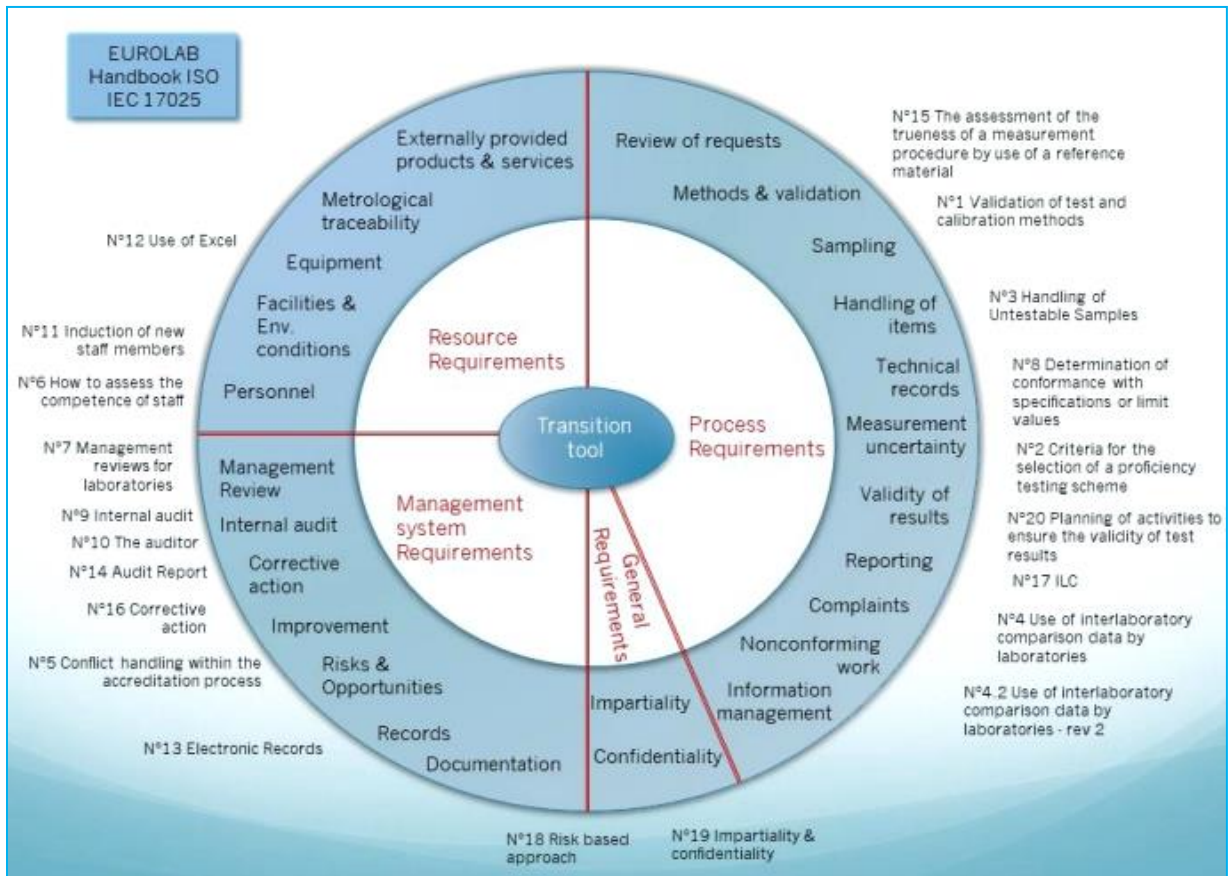 EUROLAB
Handbook ISO
IEC 17025
Externally provided
products & services
Metrological
traceability
Equipment
Facilities &
Env.
conditions
Personnel
Resource
Requirements
Review of requests
Methods & validation
Sampling
Handling of
items
Technical
records
Measurement
uncertainty
Validity of
results
Reporting
Complaints
Nonconforming
work
Information
management
Process
Requirements
Transition
tool
Management
system
Requirements
General
Requirements
Management
Review
Internal audit
Corrective
action
Improvement
Risks &
Opportunities
Records
Documentation
Impartiality
Confidentiality
N°12 Use of Excel
N°11 Induction of new
staff members
N°6 How to assess the
competence of staff
N°7 Management
reviews for
laboratories
N°9 Internal audit
N°10 The auditor
N°14 Audit Report
N°16 Corrective
action
N°5 Conflict handling within the
accreditation process
N°13 Electronic Records
N°18 Risk based
approach
N°19 Impartiality &
confidentiality
N°15 The assessment of the
trueness of a measurement
procedure by use of a reference
material
N°1 Validation of test and
calibration methods
N°3 Handling of
Untestable Samples
N°8 Determination of
conformance with
specifications or limit
values
N°2 Criteria for the
selection of a proficiency
testing scheme
N°20 Planning of activities to
ensure the validity of test
results
N°17 ILC
N°4 Use of interlaboratory
comparison data by
laboratories
N°4.2 Use of interlaboratory
comparison data by
laboratories - rev 2